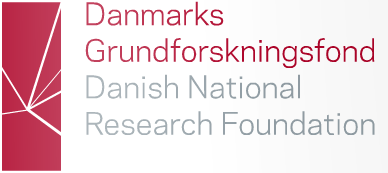 Danmarks
Grundforskningsfond
Danish National
Research Foundation